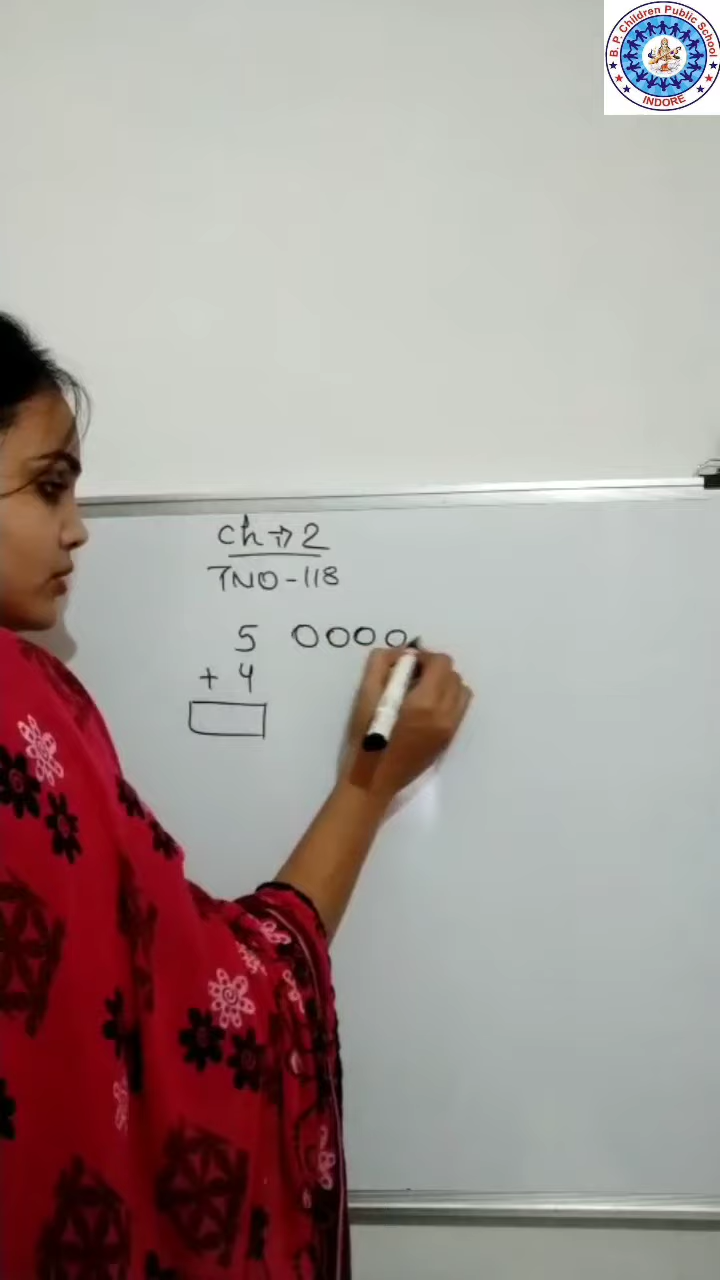 B. P. Children Public School
INDORE
Ch → 2
TNO - 118
5 0000
+ 4